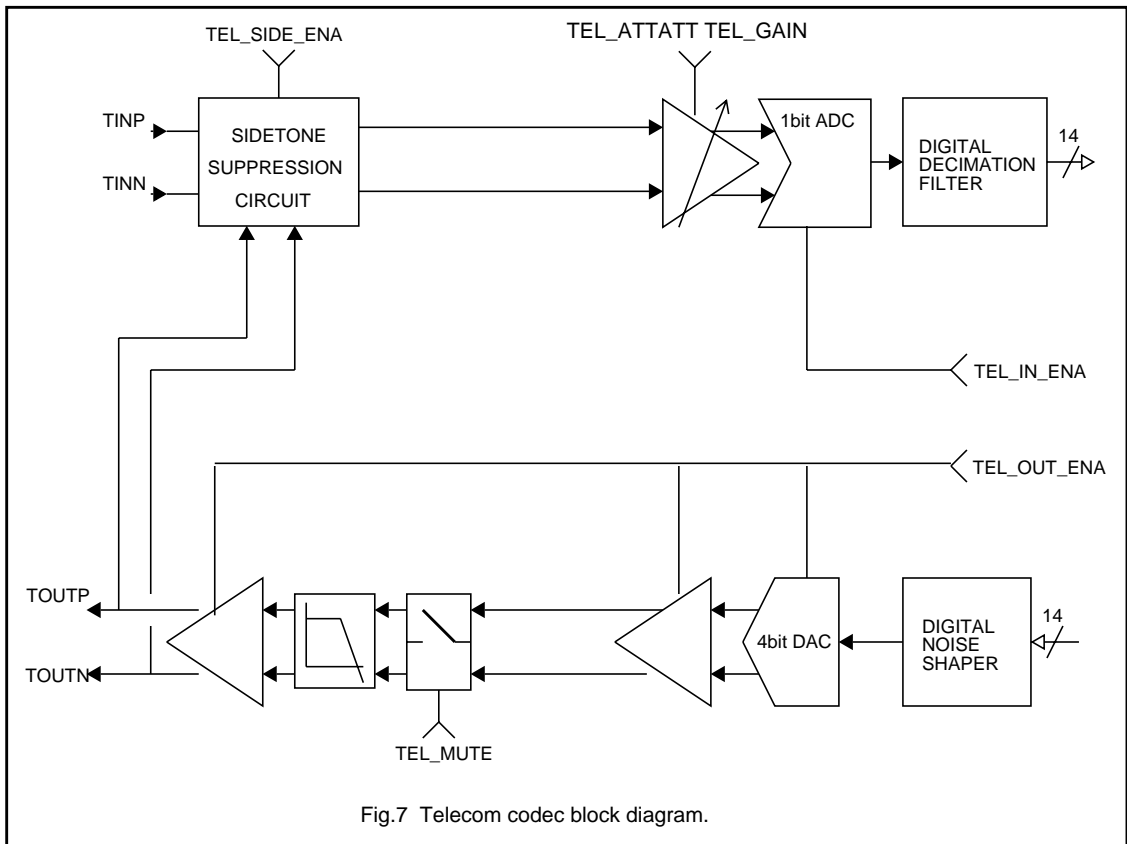 TEL_SIDE_ENA
TEL_ATTATT TEL_GAIN
TINP
TINN
SIDETONE
SUPPRESSION
CIRCUIT
1bit ADC
DIGITAL
DECIMATION
FILTER
14
TEL_IN_ENA
TEL_OUT_ENA
TOUTP
TOUTN
4bit DAC
DIGITAL
NOISE
SHAPER
14
TEL_MUTE
Fig.7 Telecom codec block diagram.